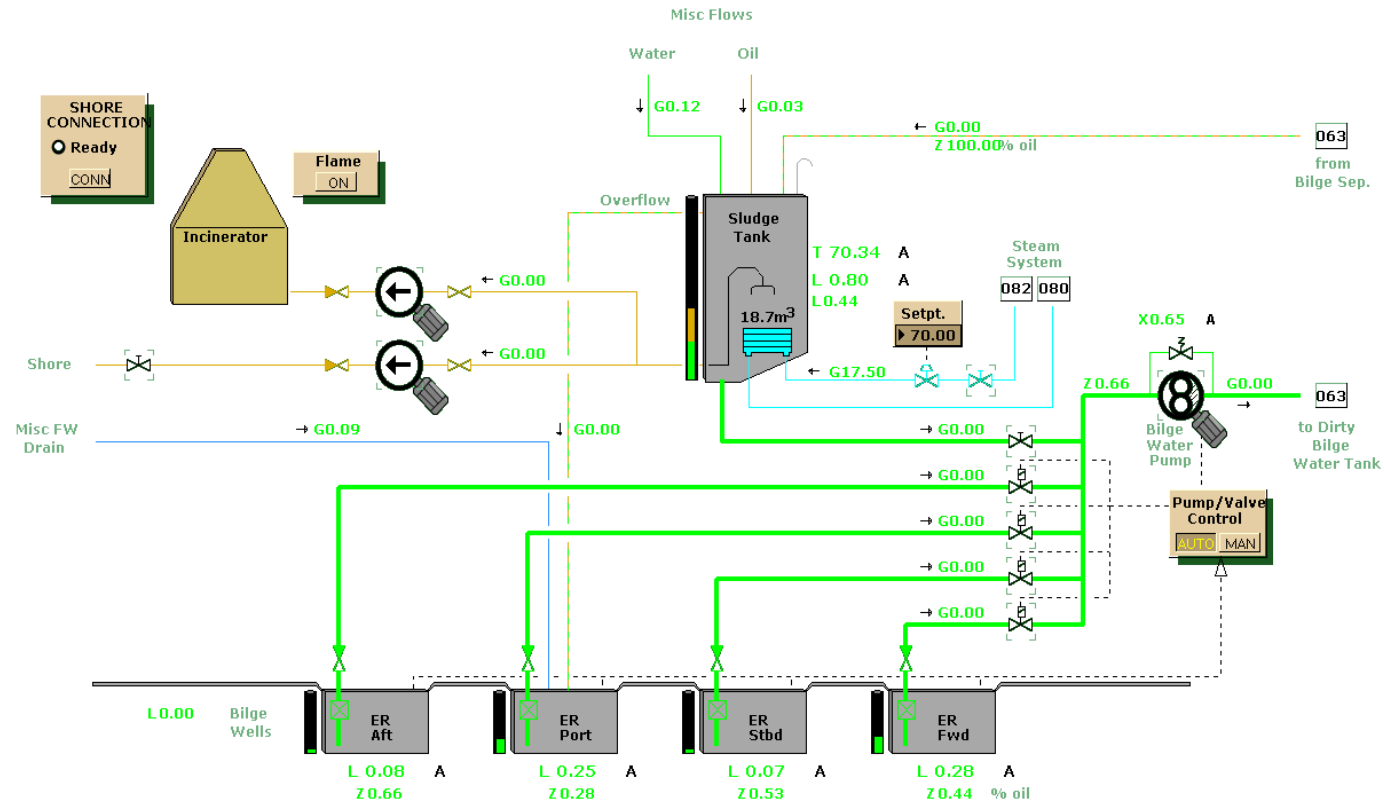 Misc Flows
Water
Oil
G0.12
G0.03
SHORE
CONNECTION
Ready
CONN
Flame
ON
G0.00
Z 100.00 % oil
063
from
Bilge Sep.
Overflow
Sludge
Tank
Incinerator
T 70.34 A
L 0.80 A
L 0.44
Steam
System
082
080
G0.00
18.7m3
Setpt.
70.00
X0.65 A
Z
Shore
G0.00
G17.50
Z0.66
G0.00
063
Misc FW
Drain
G0.09
G0.00
G0.00
Bilge
Water
Pump
to Dirty
Bilge
Water Tank
G0.00
Pump/Valve
Control
AUTO
MAN
G0.00
G0.00
G0.00
L0.00
Bilge
Wells
ER
Aft
ER
Port
ER
Stbd
ER
Fwd
L 0.08 A
L 0.25 A
L 0.07 A
L 0.28 A
Z0.66
Z0.28
Z0.53
Z0.44 % oil